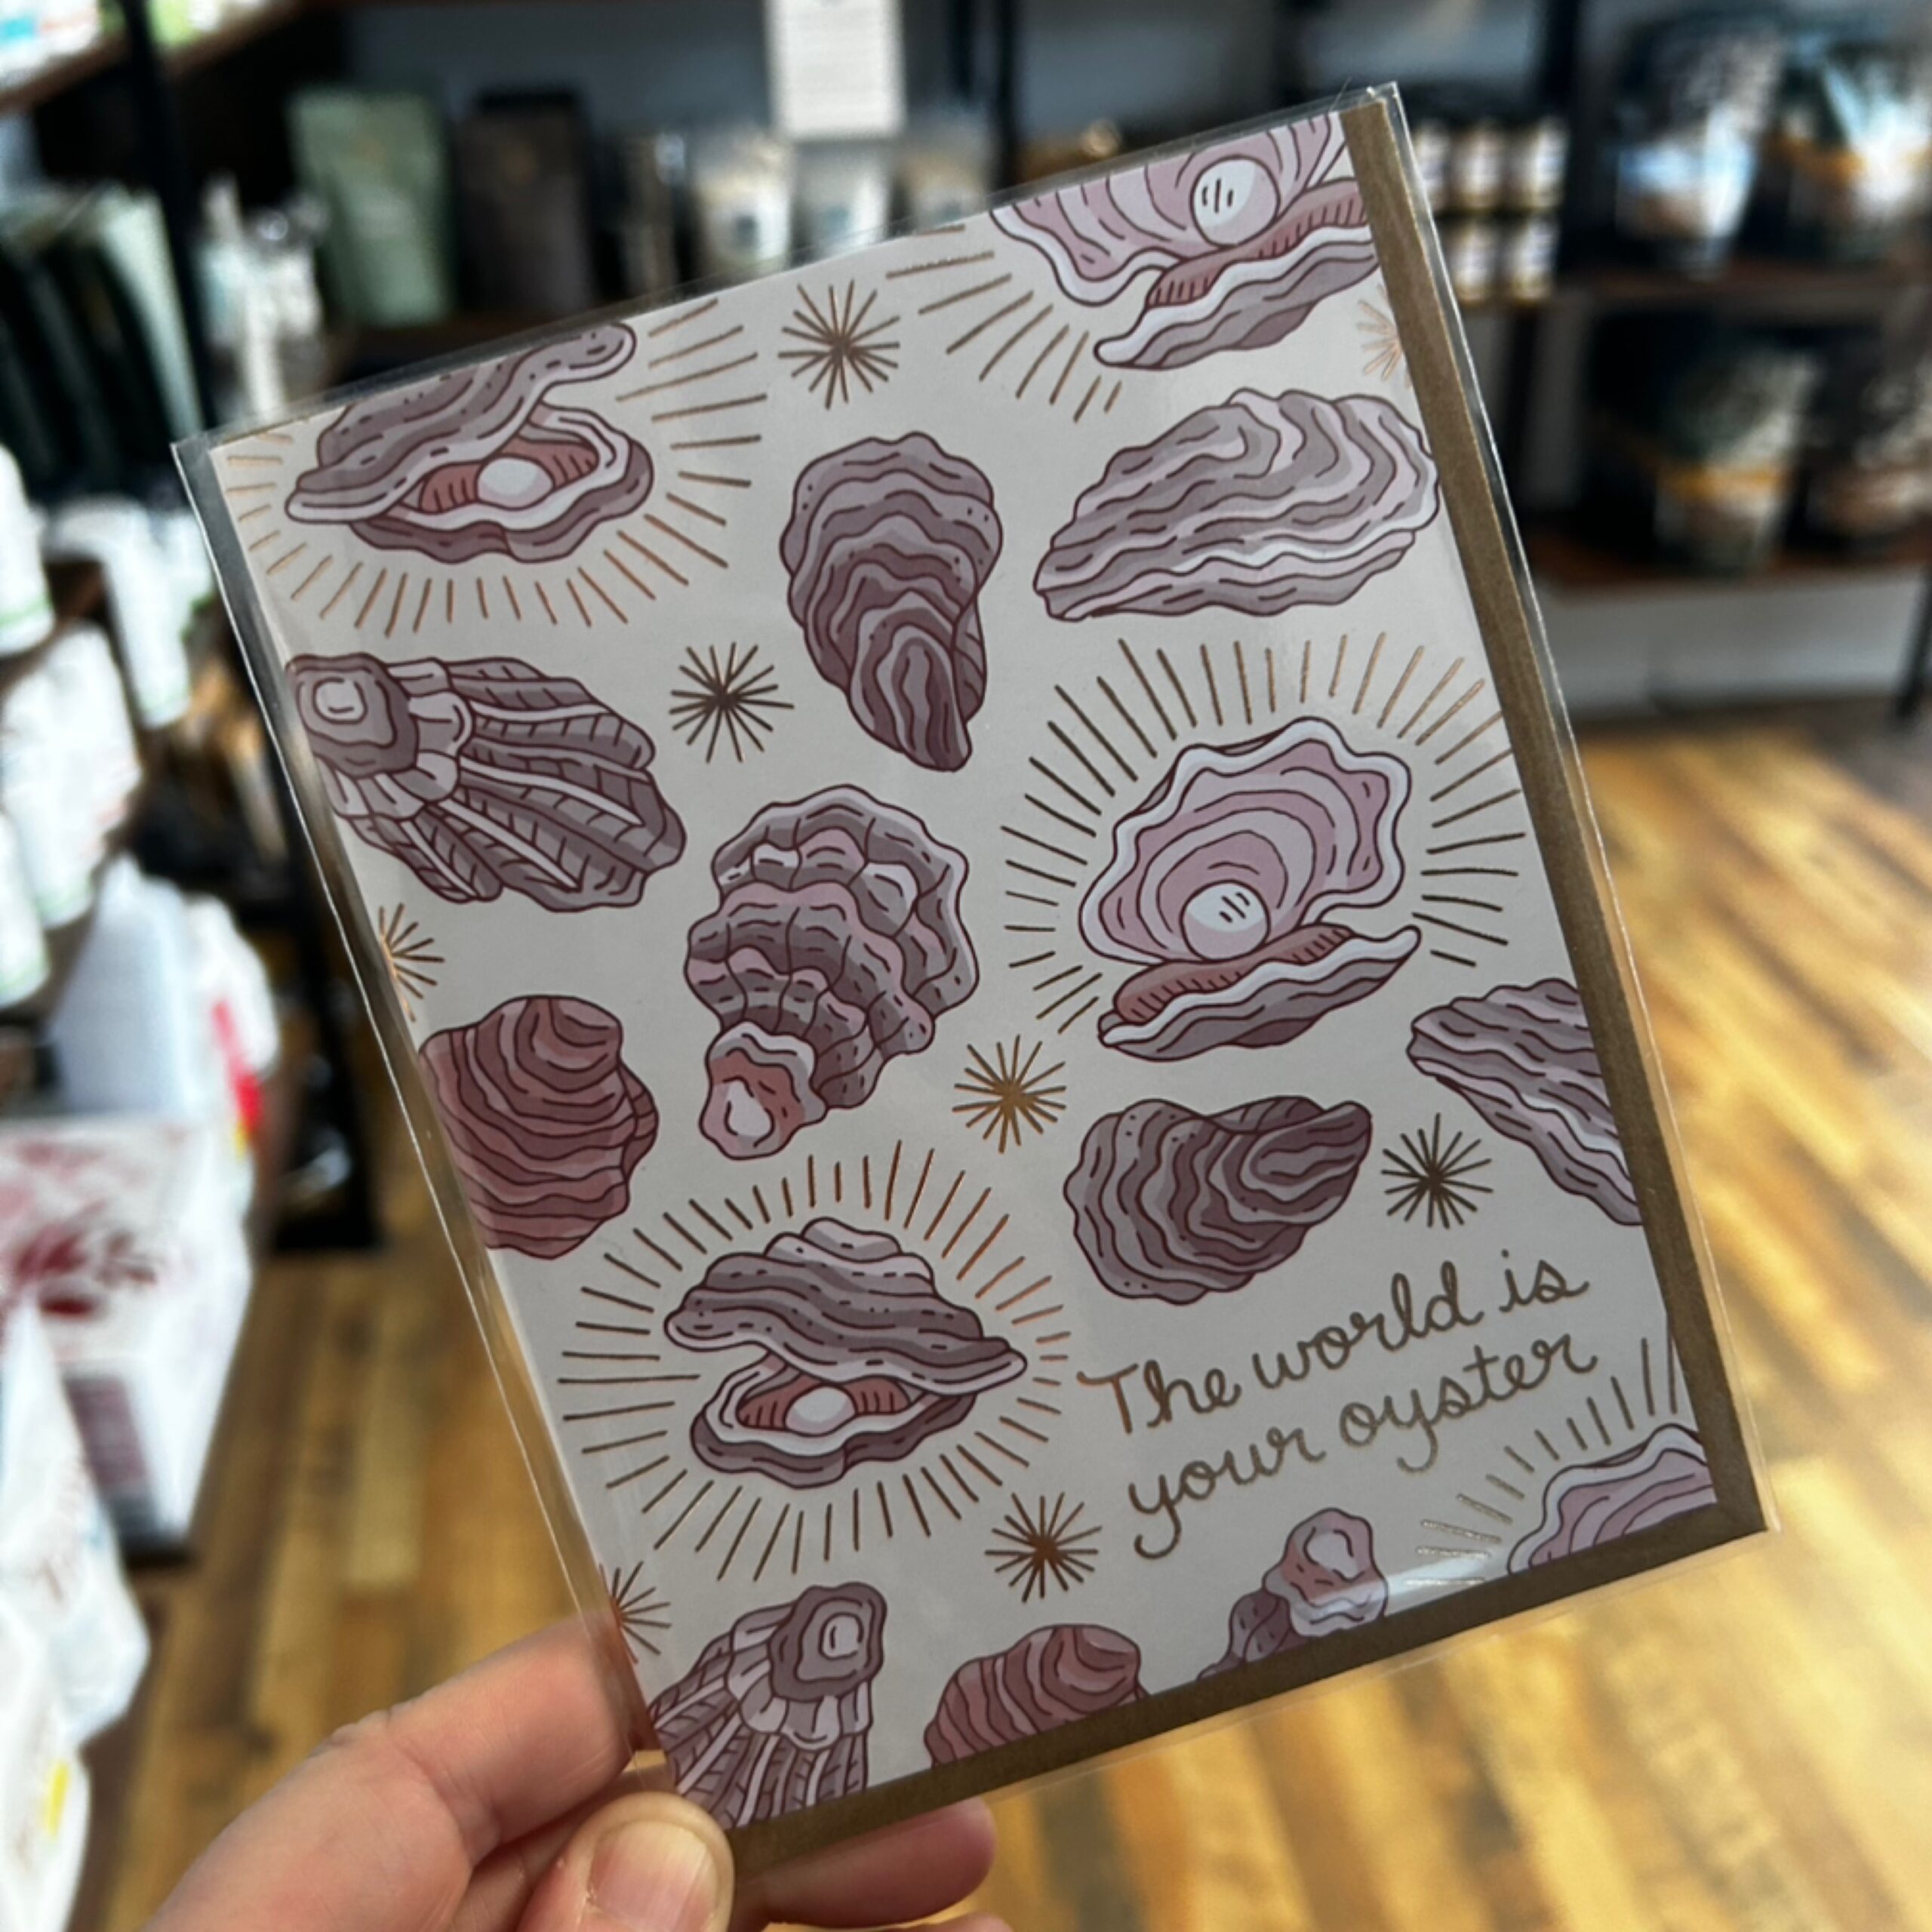 The world is
your oyster